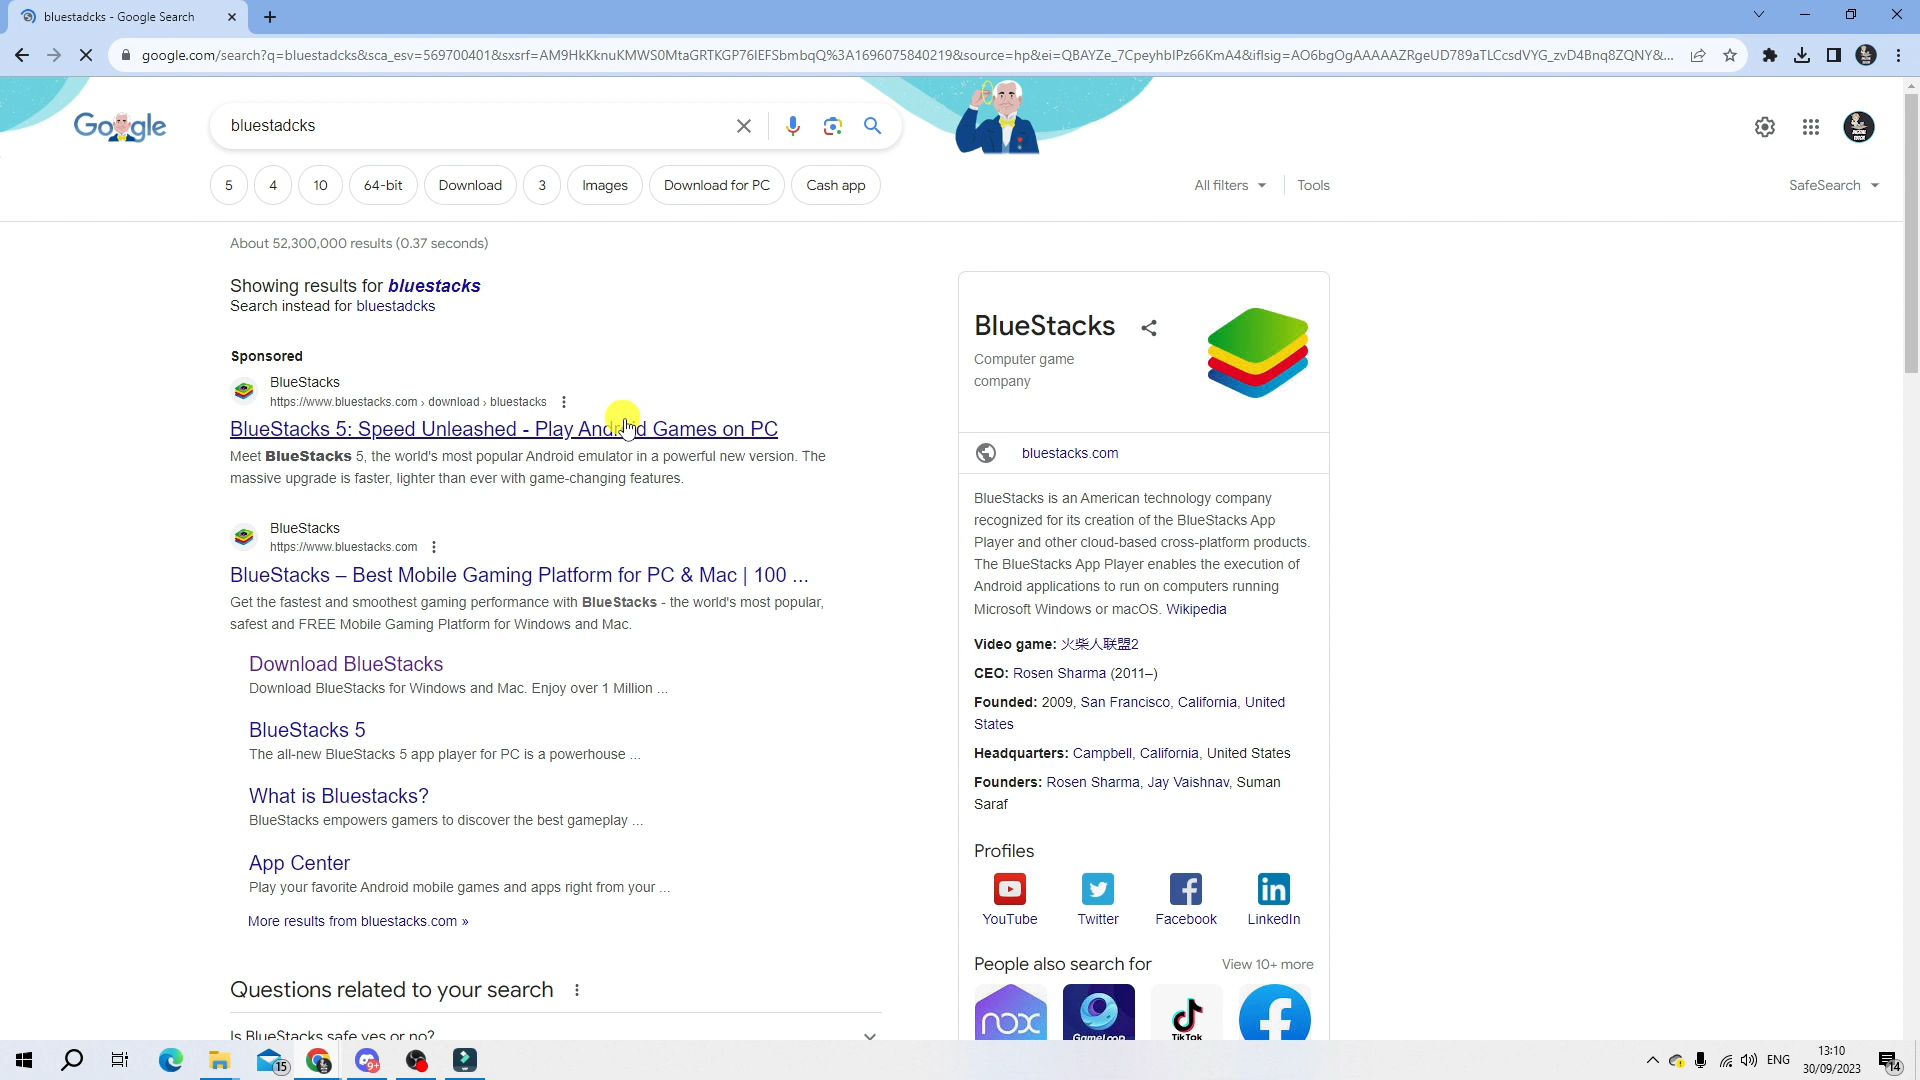 bluestadcks - Google Search
google.com/search?q=bluestadcks&sca_esv=569700401&sxsrf=AM9HkKknuKMWS0MtaGRTKGP76IEFSbmbqQ%3A1696075840219&source=hp&ei=QBAYZe_7CpeyhbIPz66KmA4&iflsig=AO6bgOgAAAAAZRgeUD789aTLCcsdVYG_zvD4Bnq8ZQNY&...
Google
bluestadcks
5
4
10
64-bit
Download
3
Images
Download for PC
Cash app
All filters
Tools
SafeSearch
About 52,300,000 results (0.37 seconds)
Showing results for bluestacks
Search instead for bluestadcks
Sponsored
BlueStacks
https://www.bluestacks.com › download › bluestacks
BlueStacks 5: Speed Unleashed - Play Android Games on PC
Meet BlueStacks 5, the world's most popular Android emulator in a powerful new version. The
massive upgrade is faster, lighter than ever with game-changing features.
BlueStacks
https://www.bluestacks.com
BlueStacks – Best Mobile Gaming Platform for PC & Mac | 100 ...
Get the fastest and smoothest gaming performance with BlueStacks - the world's most popular,
safest and FREE Mobile Gaming Platform for Windows and Mac.
Download BlueStacks
Download BlueStacks for Windows and Mac. Enjoy over 1 Million ...
BlueStacks 5
The all-new BlueStacks 5 app player for PC is a powerhouse ...
What is Bluestacks?
BlueStacks empowers gamers to discover the best gameplay ...
App Center
Play your favorite Android mobile games and apps right from your ...
More results from bluestacks.com »
Questions related to your search
Is BlueStacks safe yes or no?
BlueStacks
Computer game
company
bluestacks.com
BlueStacks is an American technology company
recognized for its creation of the BlueStacks App
Player and other cloud-based cross-platform products.
The BlueStacks App Player enables the execution of
Android applications to run on computers running
Microsoft Windows or macOS. Wikipedia
Video game: 火柴人联盟2
CEO: Rosen Sharma (2011–)
Founded: 2009, San Francisco, California, United
States
Headquarters: Campbell, California, United States
Founders: Rosen Sharma, Jay Vaishnav, Suman
Saraf
Profiles
YouTube
Twitter
Facebook
LinkedIn
People also search for
View 10+ more
nox
GameLoop
TikTok
15
9+
ENG
13:10
30/09/2023
14